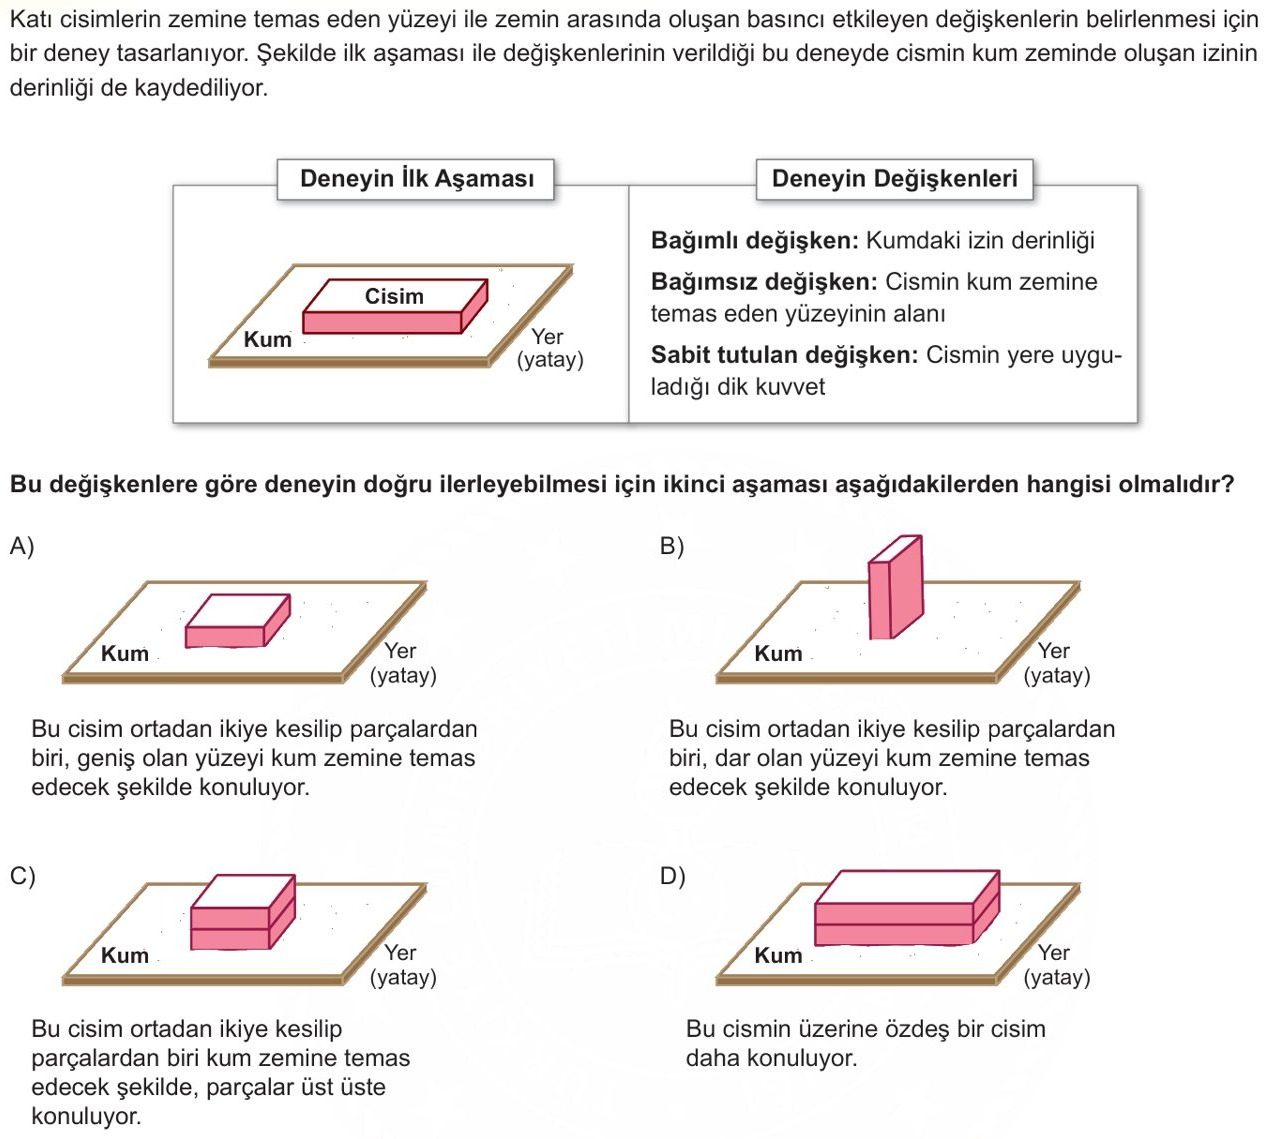 Katı cisimlerin zemine temas eden yüzeyi ile zemin arasında oluşan basıncı etkileyen değişkenlerin belirlenmesi için
bir deney tasarlanıyor. Şekilde ilk aşaması ile değişkenlerinin verildiği bu deneyde cismin kum zeminde oluşan izinin
derinliği de kaydediliyor.
Deneyin İlk Aşaması
Cisim
Kum
Yer
(yatay)
Deneyin Değişkenleri
Bağımlı değişken: Kumdaki izin derinliği
Bağımsız değişken: Cismin kum zemine
temas eden yüzeyinin alanı
Sabit tutulan değişken: Cismin yere uygu-
ladığı dik kuvvet
Bu değişkenlere göre deneyin doğru ilerleyebilmesi için ikinci aşaması aşağıdakilerden hangisi olmalıdır?
A)
Kum
Yer
(yatay)
Bu cisim ortadan ikiye kesilip parçalardan
biri, geniş olan yüzeyi kum zemine temas
edecek şekilde konuluyor.
B)
Kum
Yer
(yatay)
Bu cisim ortadan ikiye kesilip parçalardan
biri, dar olan yüzeyi kum zemine temas
edecek şekilde konuluyor.
C)
Kum
Yer
(yatay)
Bu cisim ortadan ikiye kesilip
parçalardan biri kum zemine temas
edecek şekilde, parçalar üst üste
konuluyor.
D)
Kum
Yer
(yatay)
Bu cismin üzerine özdeş bir cisim
daha konuluyor.